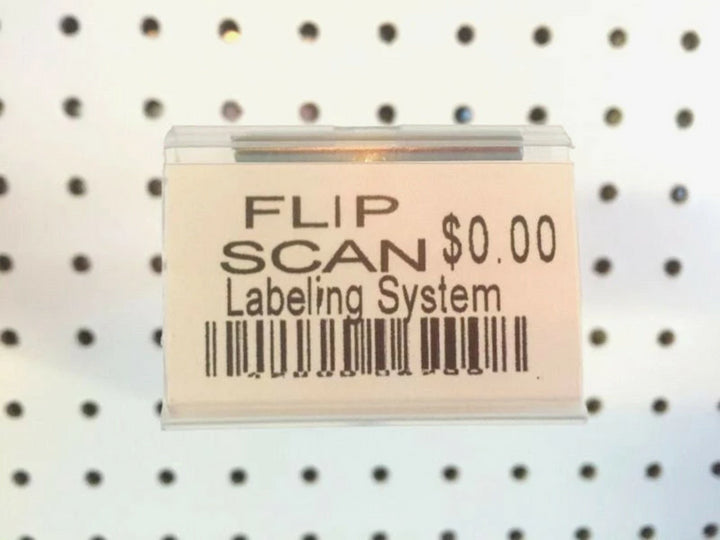 FLIP
SCAN $0.00
Labeling System